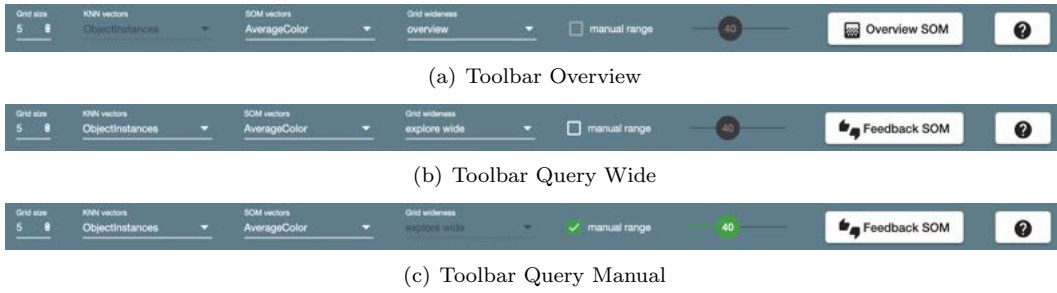 Grid size KNN vectors SOM vectors Grid wideness
5 ObjectInstances AverageColor overview manual range 40 Overview SOM ?
(a) Toolbar Overview
Grid size KNN vectors SOM vectors Grid wideness
5 ObjectInstances AverageColor explore wide manual range 40 Feedback SOM ?
(b) Toolbar Query Wide
Grid size KNN vectors SOM vectors Grid wideness
5 ObjectInstances AverageColor explore wide manual range 40 Feedback SOM ?
(c) Toolbar Query Manual